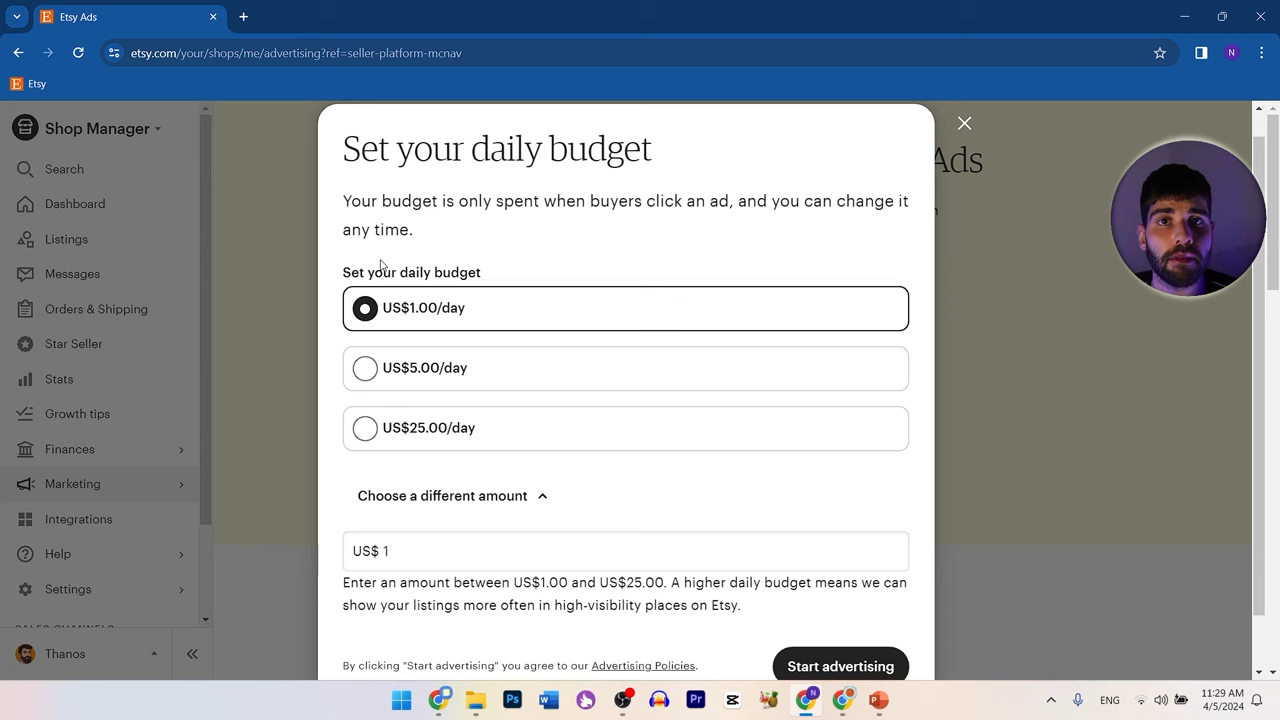 Etsy Ads
etsy.com/your/shops/me/advertising?ref=seller-platform-mcnav
N
Etsy
Shop Manager
Search
Dashboard
Listings
Messages
Orders & Shipping
Star Seller
Stats
Growth tips
Finances
Marketing
Integrations
Help
Settings
Thanos
Ads
Set your daily budget
Your budget is only spent when buyers click an ad, and you can change it
any time.
Set your daily budget
US$1.00/day
US$5.00/day
US$25.00/day
Choose a different amount
US$ 1
Enter an amount between US$1.00 and US$25.00. A higher daily budget means we can
show your listings more often in high-visibility places on Etsy.
By clicking "Start advertising" you agree to our Advertising Policies.
Start advertising
ENG
11:29 AM
4/5/2024